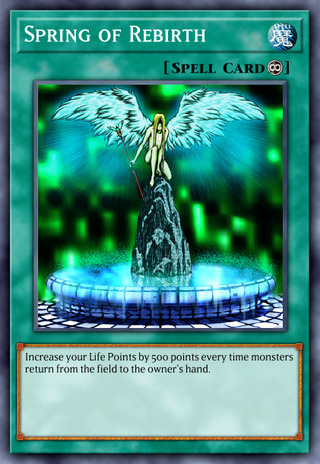 Spring of Rebirth
魔
[Spell Card]
Increase your Life Points by 500 points every time monsters
return from the field to the owner's hand.